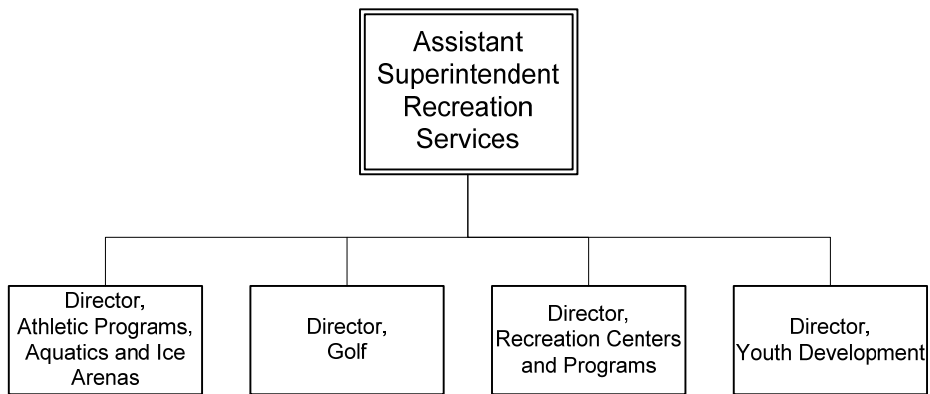 Assistant
Superintendent
Recreation
Services
Director,
Athletic Programs,
Aquatics and Ice
Arenas
Director,
Golf
Director,
Recreation Centers
and Programs
Director,
Youth Development